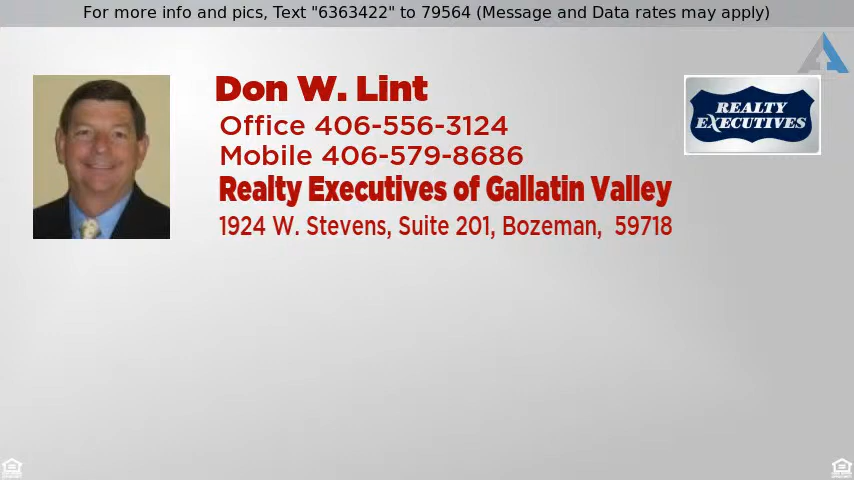 For more info and pics, Text "6363422" to 79564 (Message and Data rates may apply)
Don W. Lint
Office 406-556-3124
Mobile 406-579-8686
Realty Executives of Gallatin Valley
1924 W. Stevens, Suite 201, Bozeman,  59718
REALTY
EXECUTIVES